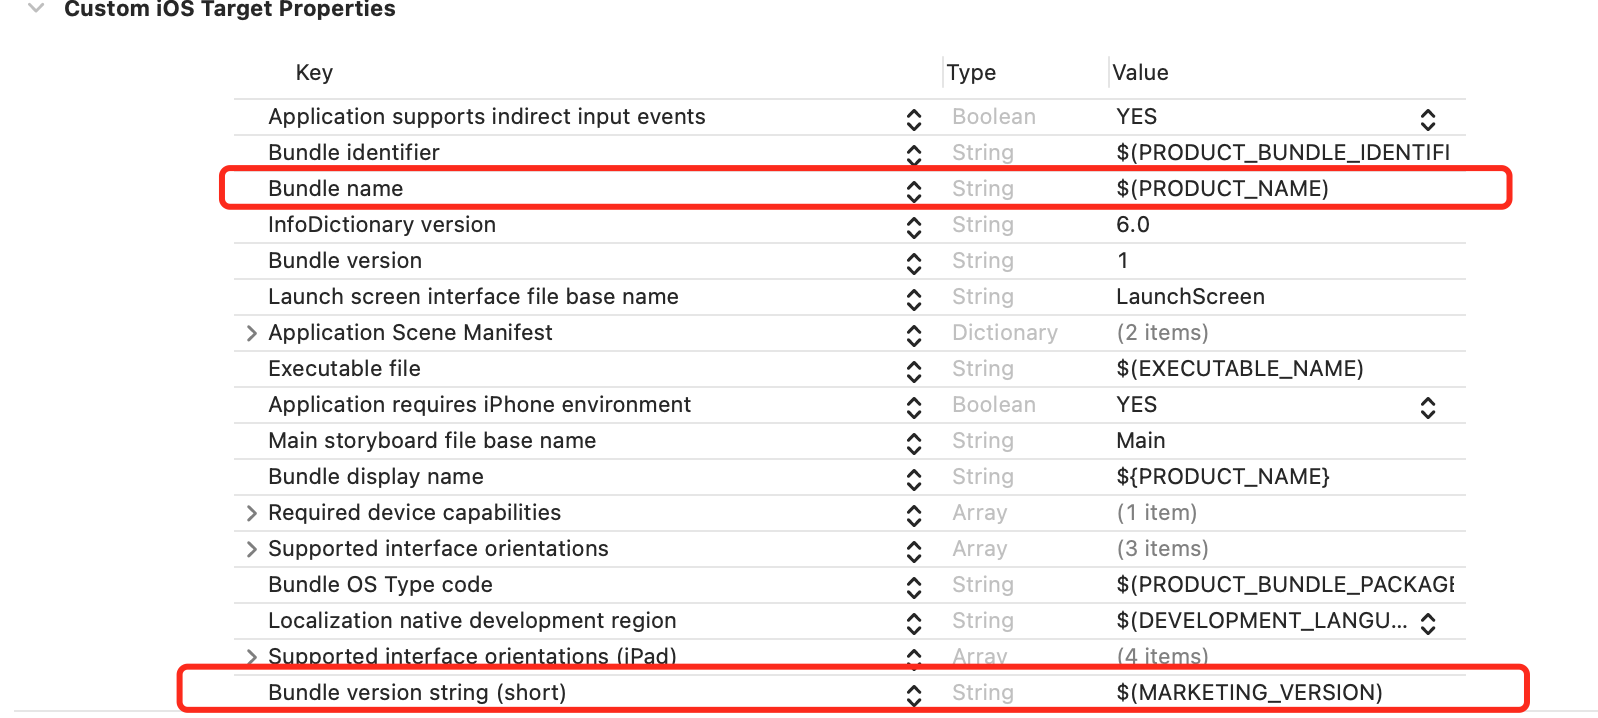 Custom iOS Target Properties
Key Type Value
Application supports indirect input events Boolean YES
Bundle identifier String $(PRODUCT_BUNDLE_IDENTIFI
Bundle name String $(PRODUCT_NAME)
InfoDictionary version String 6.0
Bundle version String 1
Launch screen interface file base name String LaunchScreen
Application Scene Manifest Dictionary (2 items)
Executable file String $(EXECUTABLE_NAME)
Application requires iPhone environment Boolean YES
Main storyboard file base name String Main
Bundle display name String ${PRODUCT_NAME}
Required device capabilities Array (1 item)
Supported interface orientations Array (3 items)
Bundle OS Type code String $(PRODUCT_BUNDLE_PACKAGE
Localization native development region String $(DEVELOPMENT_LANGU...
Supported interface orientations (iPad) Array (4 items)
Bundle version string (short) String $(MARKETING_VERSION)